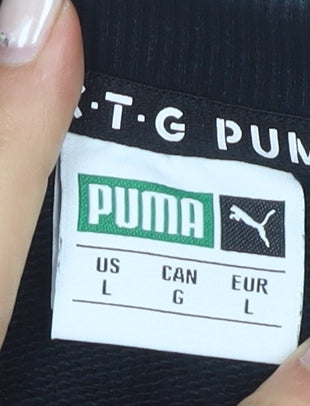 X·T·G PUM
PUMA
US CAN EUR
L G L